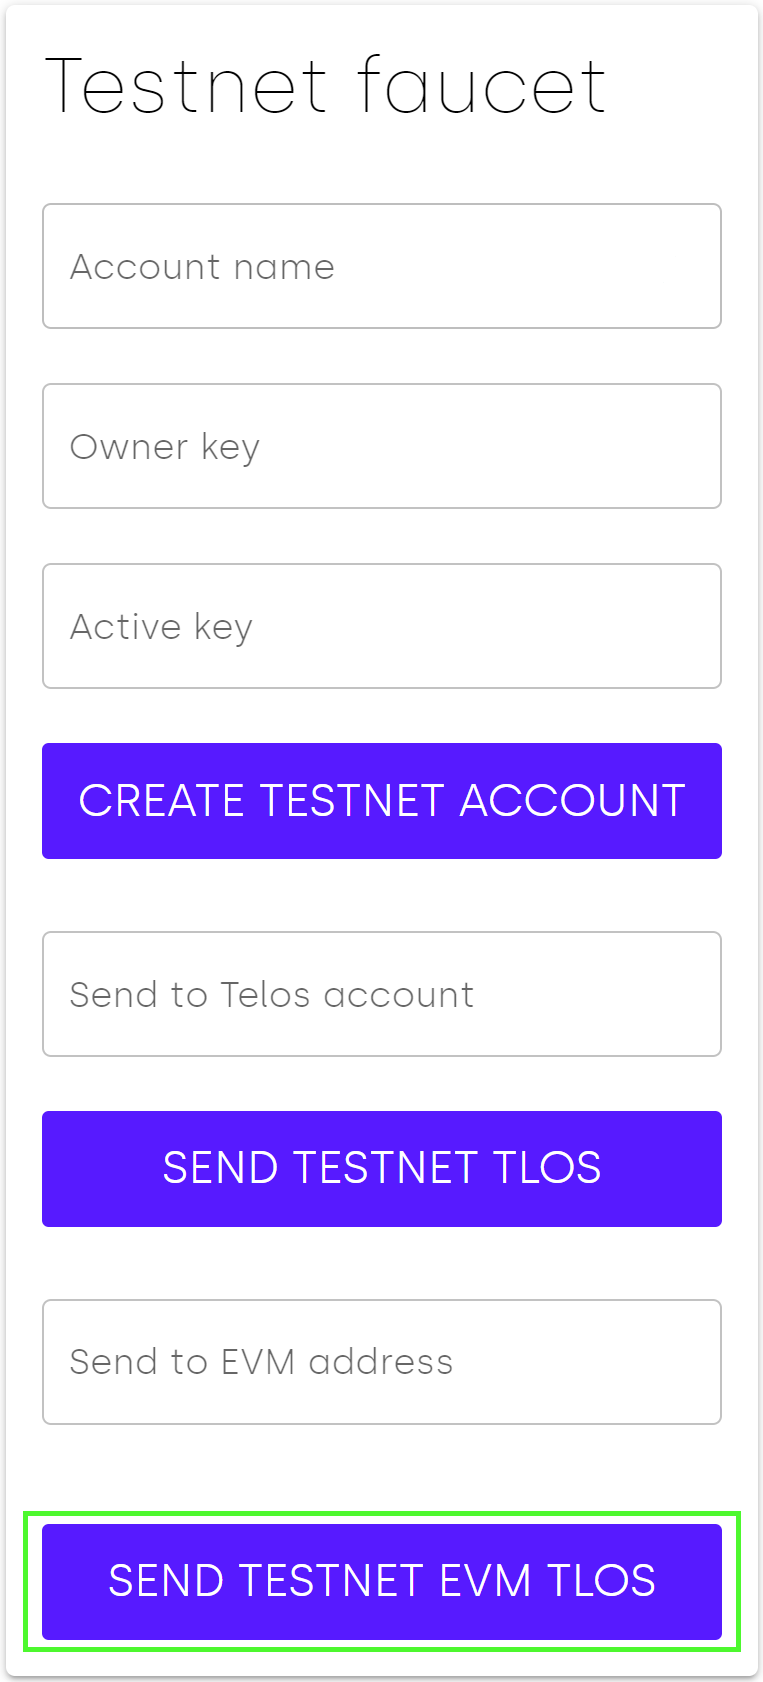 Testnet faucet
Account name
Owner key
Active key
CREATE TESTNET ACCOUNT
Send to Telos account
SEND TESTNET TLOS
Send to EVM address
SEND TESTNET EVM TLOS